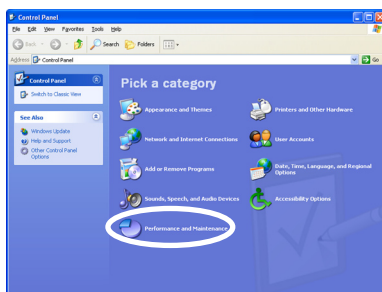 Control Panel
File Edit View Favorites Tools Help
Back Search Folders
Address Control Panel Go
Control Panel
Switch to Classic View
See Also
Windows Update
Help and Support
Other Control Panel
Options
Pick a category
Appearance and Themes
Printers and Other Hardware
Network and Internet Connections
User Accounts
Add or Remove Programs
Date, Time, Language, and Regional
Options
Sounds, Speech, and Audio Devices
Accessibility Options
Performance and Maintenance